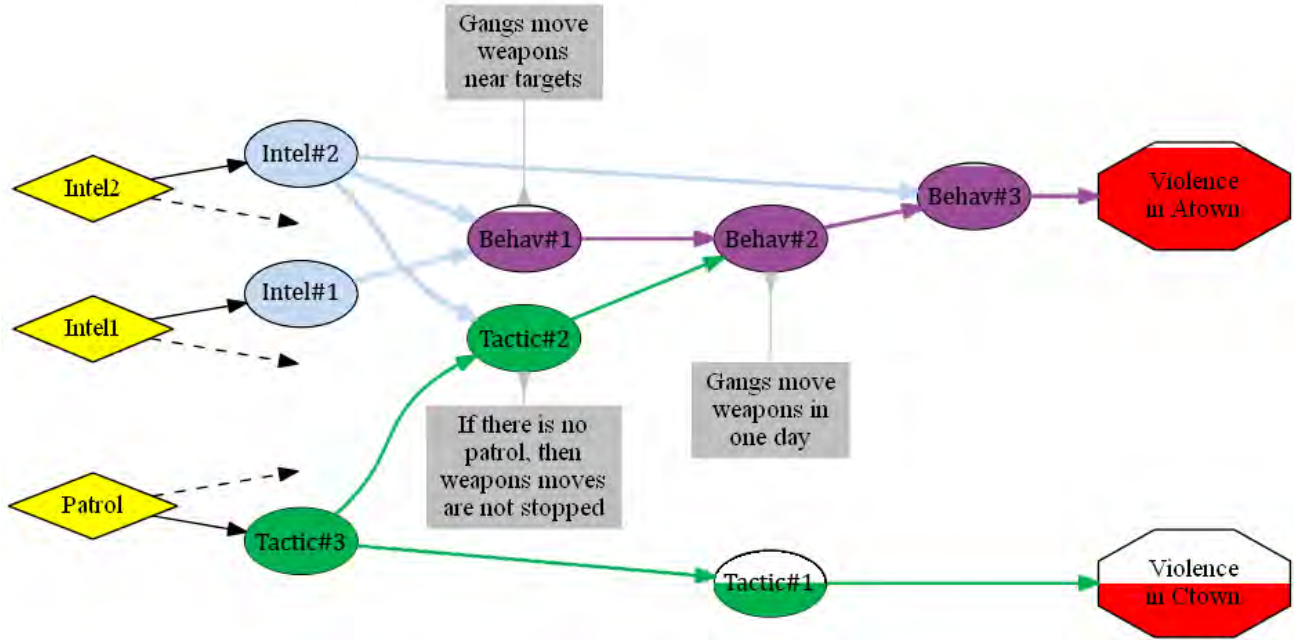 Gangs move
weapons
near targets
Intel#2
Intel2
Behav#3
Violence
in Atown
Behav#1
Behav#2
Intel#1
Intel1
Tactic#2
Gangs move
weapons in
one day
If there is no
patrol, then
weapons moves
are not stopped
Patrol
Tactic#3
Tactic#1
Violence
in Ctown